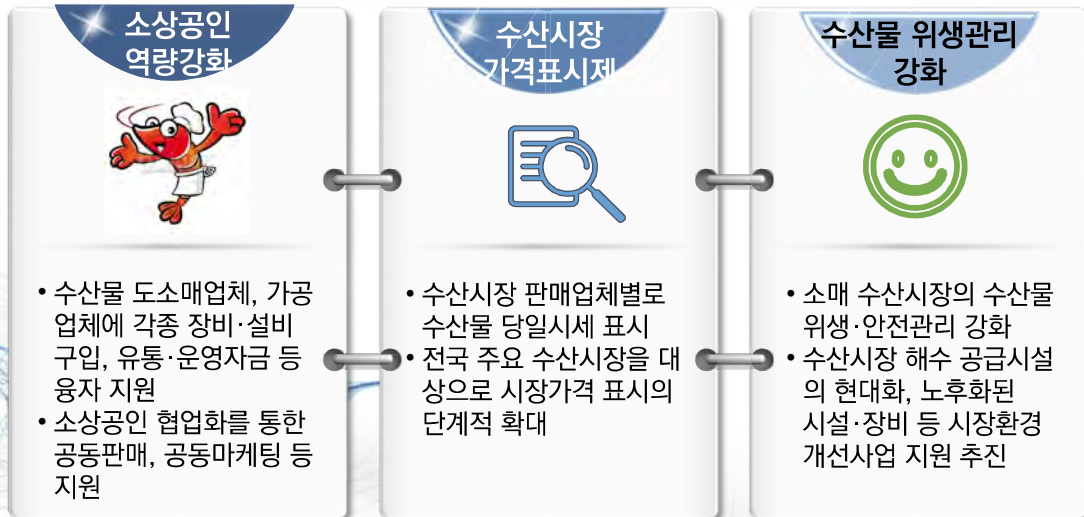 소상공인
역량강화
• 수산물 도소매업체, 가공
업체에 각종 장비·설비
구입, 유통·운영자금 등
융자 지원
• 소상공인 협업화를 통한
공동판매, 공동마케팅 등
지원
수산시장
가격표시제
• 수산시장 판매업체별로
수산물 당일시세 표시
• 전국 주요 수산시장을 대
상으로 시장가격 표시의
단계적 확대
수산물 위생관리
강화
• 소매 수산시장의 수산물
위생·안전관리 강화
• 수산시장 해수 공급시설
의 현대화, 노후화된
시설·장비 등 시장환경
개선사업 지원 추진